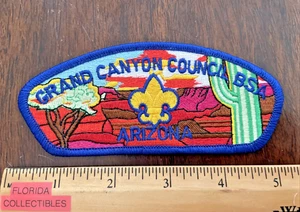 GRAND CANYON COUNCIL BSA
ARIZONA
1
2
3
4
5
FLORIDA
COLLECTIBLES